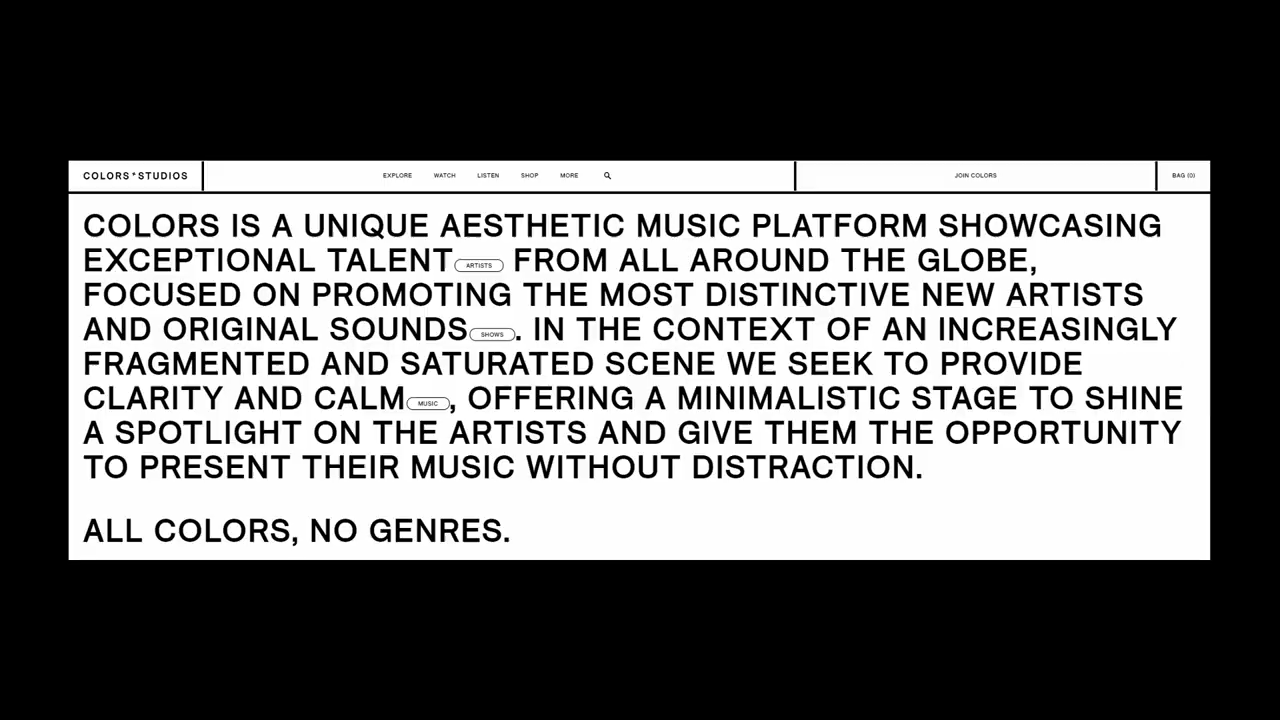 COLORS*STUDIOS
EXPLORE WATCH LISTEN SHOP MORE
JOIN COLORS
BAG (0)
COLORS IS A UNIQUE AESTHETIC MUSIC PLATFORM SHOWCASING
EXCEPTIONAL TALENT ARTISTS FROM ALL AROUND THE GLOBE,
FOCUSED ON PROMOTING THE MOST DISTINCTIVE NEW ARTISTS
AND ORIGINAL SOUNDS SHOWS . IN THE CONTEXT OF AN INCREASINGLY
FRAGMENTED AND SATURATED SCENE WE SEEK TO PROVIDE
CLARITY AND CALM MUSIC , OFFERING A MINIMALISTIC STAGE TO SHINE
A SPOTLIGHT ON THE ARTISTS AND GIVE THEM THE OPPORTUNITY
TO PRESENT THEIR MUSIC WITHOUT DISTRACTION.
ALL COLORS, NO GENRES.